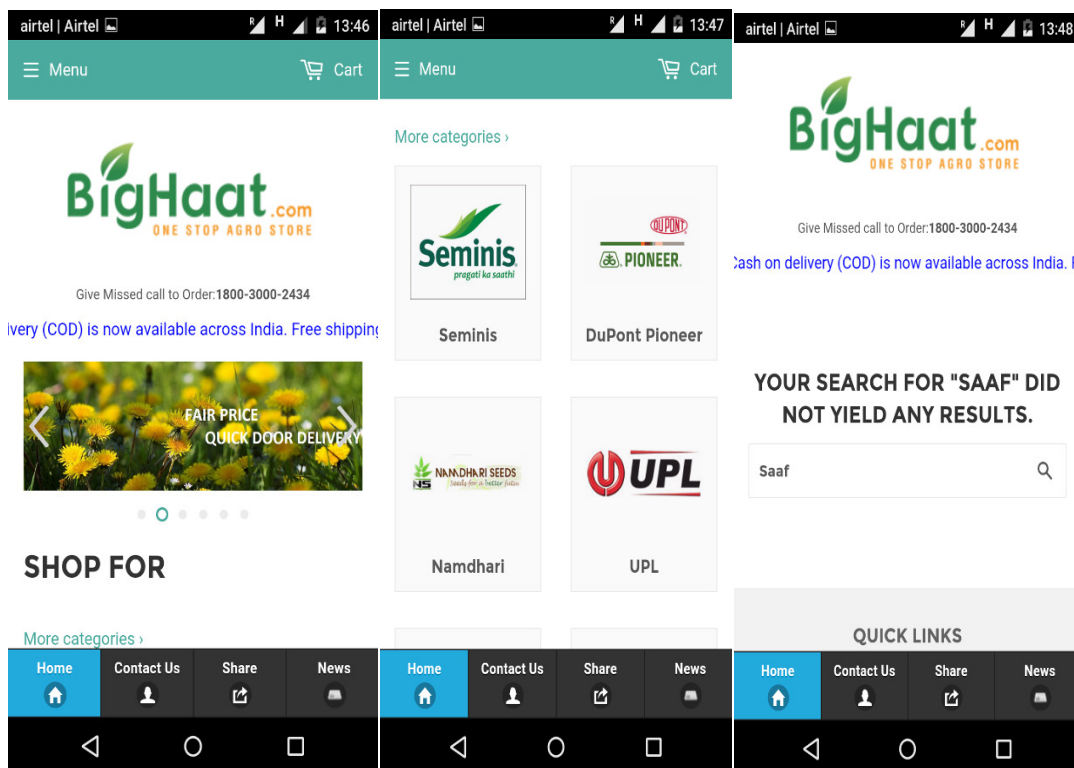 airtel | Airtel
R H 13:46
Menu
Cart
BigHaat.com
ONE STOP AGRO STORE
Give Missed call to Order:1800-3000-2434
ivery (COD) is now available across India. Free shipping
FAIR PRICE
QUICK DOOR DELIVERY
SHOP FOR
More categories ›
Home Contact Us Share News
airtel | Airtel
R H 13:47
Menu
Cart
More categories ›
Seminis
pragati ka saathi
Seminis
DUPONT
PIONEER.
DuPont Pioneer
NAMDHARI SEEDS
NS
Seeds for a better futu
Namdhari
UPL
UPL
Home Contact Us Share News
airtel | Airtel
R H 13:48
BigHaat.com
ONE STOP AGRO STORE
Give Missed call to Order:1800-3000-2434
Cash on delivery (COD) is now available across India. F
YOUR SEARCH FOR "SAAF" DID
NOT YIELD ANY RESULTS.
Saaf
QUICK LINKS
Home Contact Us Share News